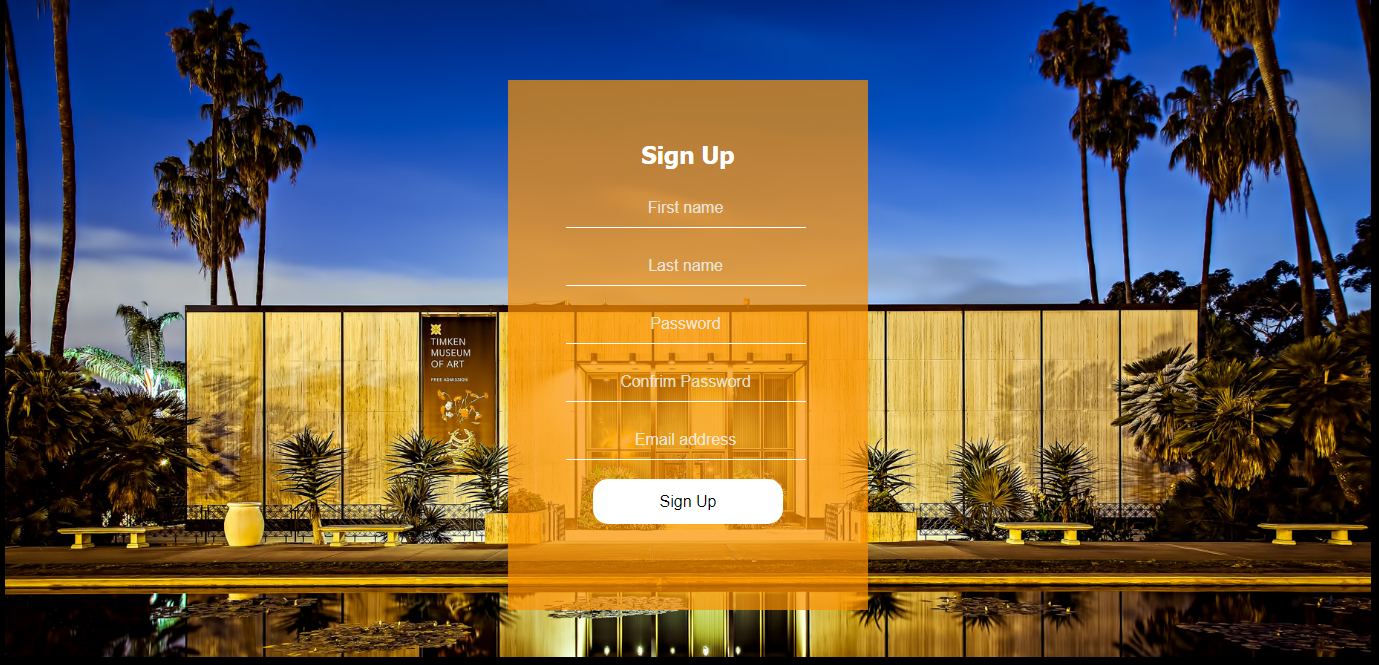 Sign Up
First name
Last name
Password
Confrim Password
Email address
Sign Up
TIMKEN
MUSEUM
OF ART
FREE ADMISSION